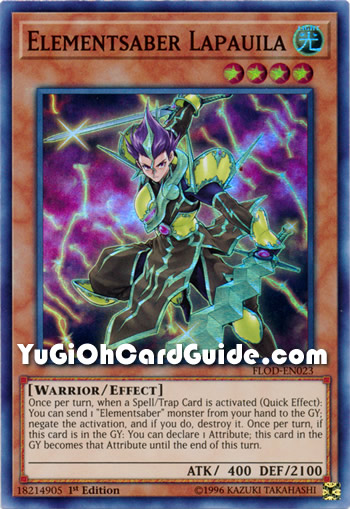 Elementsaber Lapauila
光
YuGiOhCardGuide.com
FLOD-EN023
[Warrior/Effect]
Once per turn, when a Spell/Trap Card is activated (Quick Effect):
You can send 1 "Elementsaber" monster from your hand to the GY;
negate the activation, and if you do, destroy it. Once per turn, if
this card is in the GY: You can declare 1 Attribute; this card in the
GY becomes that Attribute until the end of this turn.
ATK/ 400 DEF/2100
18214905 1st Edition ©1996 KAZUKI TAKAHASHI